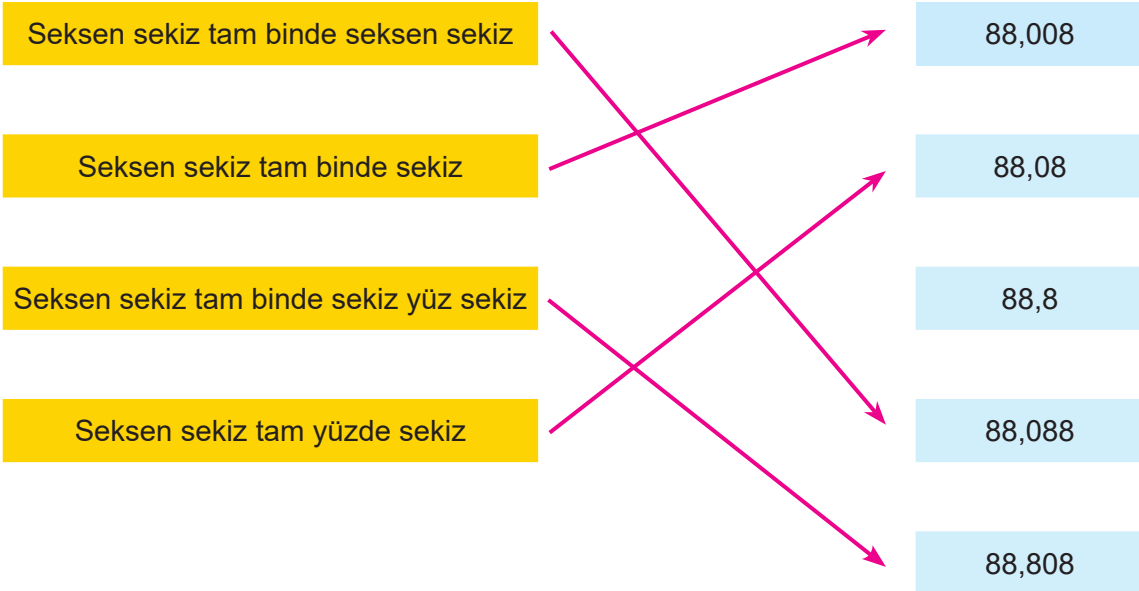 Seksen sekiz tam binde seksen sekiz
88,008
Seksen sekiz tam binde sekiz
88,08
Seksen sekiz tam binde sekiz yüz sekiz
88,8
Seksen sekiz tam yüzde sekiz
88,088
88,808